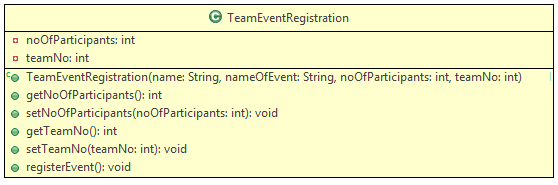 TeamEventRegistration
noOfParticipants: int
teamNo: int
TeamEventRegistration(name: String, nameOfEvent: String, noOfParticipants: int, teamNo: int)
getNoOfParticipants(): int
setNoOfParticipants(noOfParticipants: int): void
getTeamNo(): int
setTeamNo(teamNo: int): void
registerEvent(): void